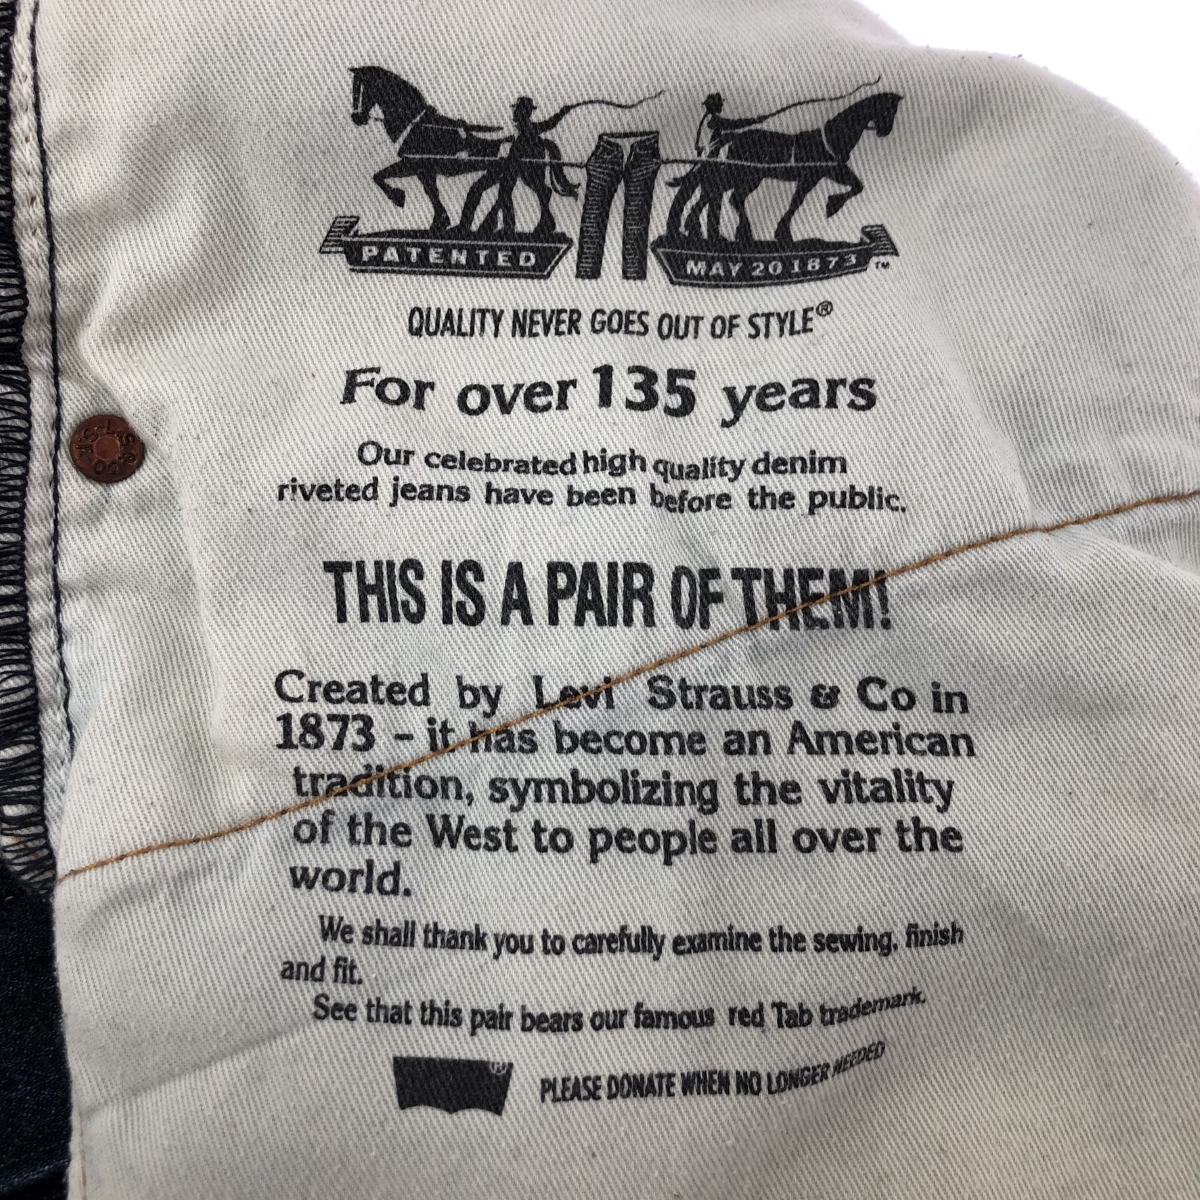 PATENTED
MAY 20 1873 ™
QUALITY NEVER GOES OUT OF STYLE®
For over 135 years
Our celebrated high quality denim
riveted jeans have been before the public.
THIS IS A PAIR OF THEM!
Created by Levi Strauss & Co in
1873 - it has become an American
tradition, symbolizing the vitality
of the West to people all over the
world.
We shall thank you to carefully examine the sewing, finish
and fit.
See that this pair bears our famous red Tab trademark.
® PLEASE DONATE WHEN NO LONGER NEEDED